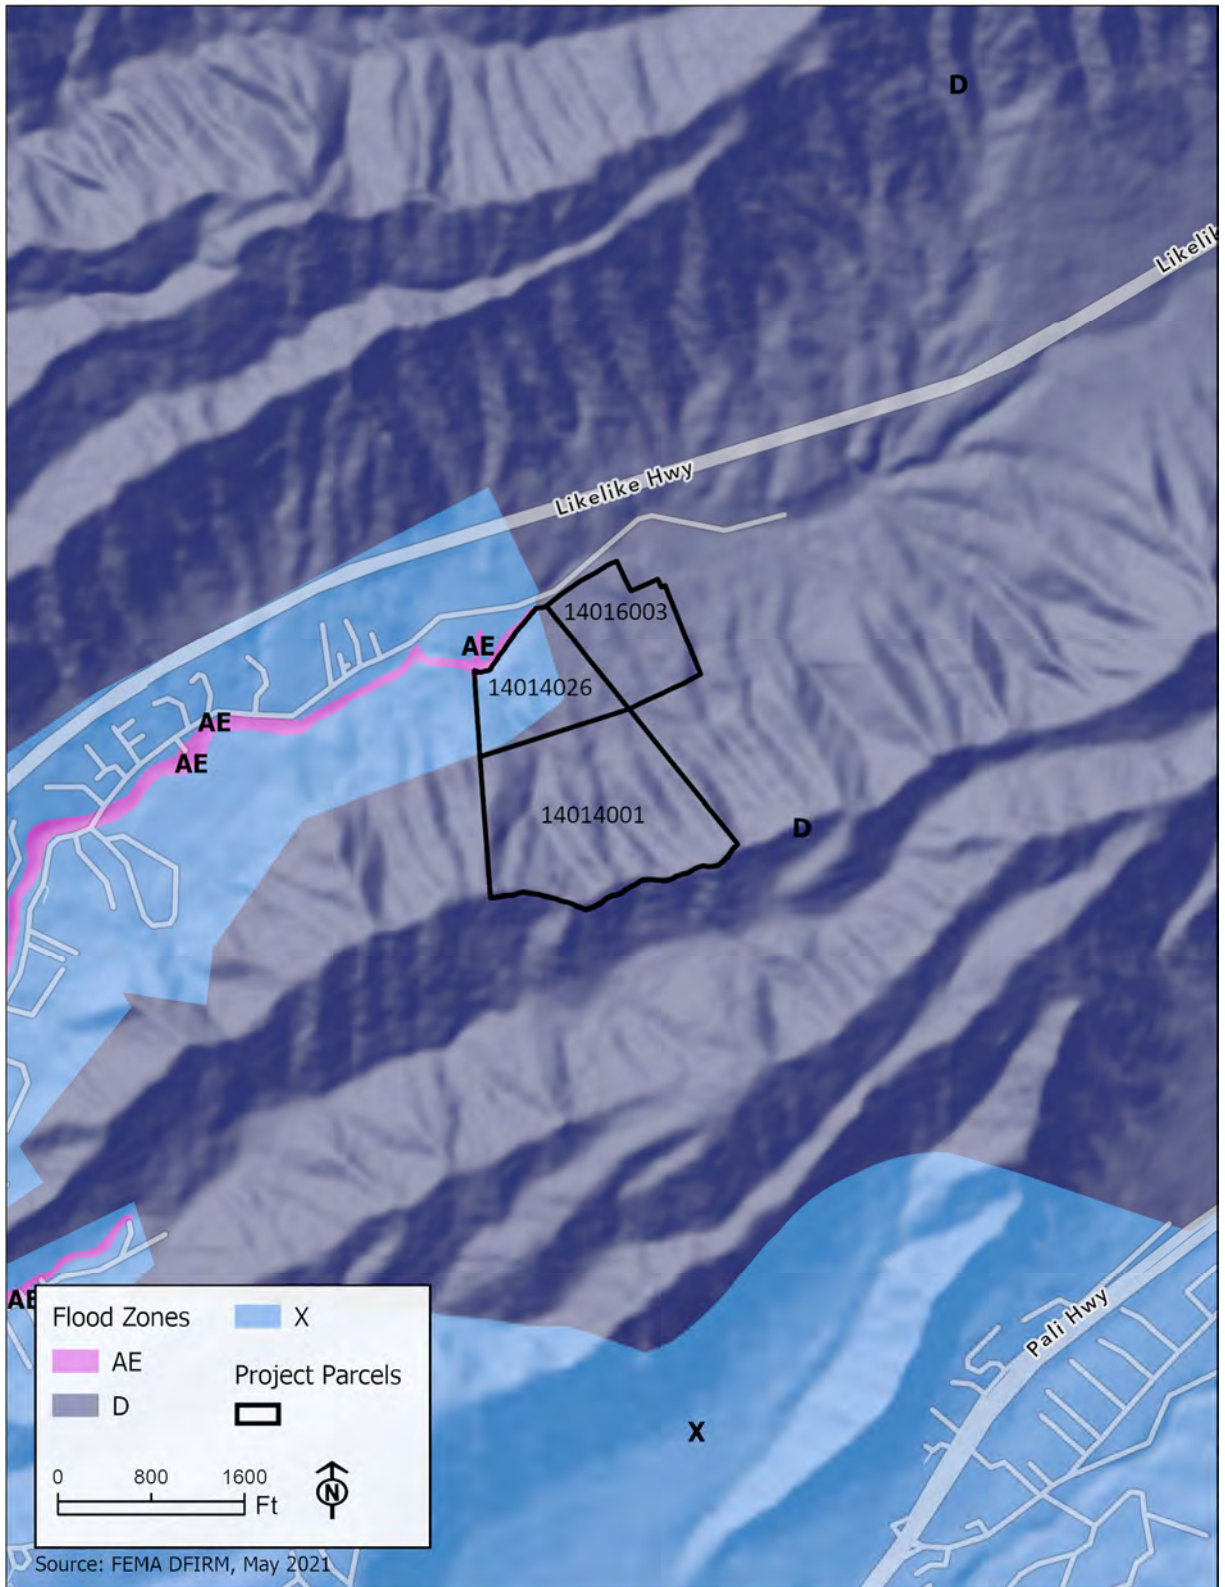 D
Likelik
Likelike Hwy
14016003
AE
14014026
AE
AE
14014001
D
AE
Pali Hwy
X
Flood Zones
AE
D
X
Project Parcels
0 800 1600
Ft
N
Source: FEMA DFIRM, May 2021